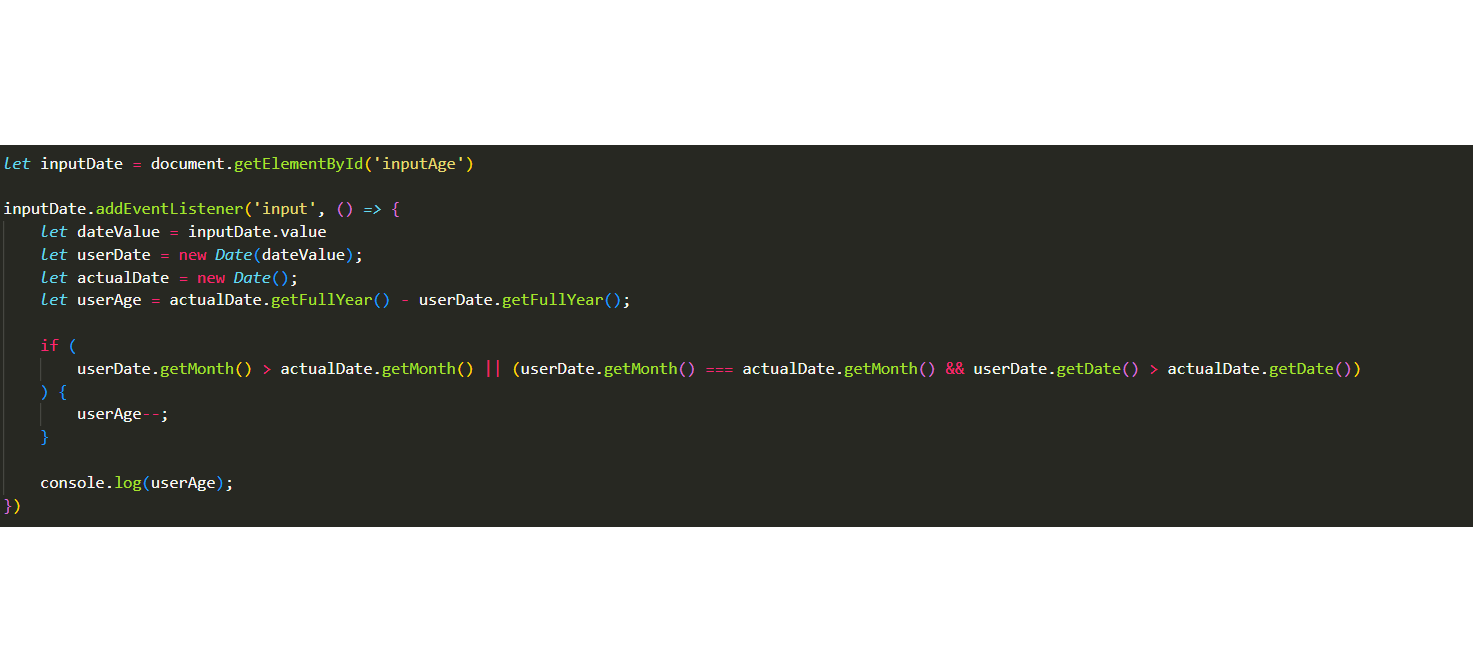 let inputDate = document.getElementById('inputAge')
inputDate.addEventListener('input', () => {
let dateValue = inputDate.value
let userDate = new Date(dateValue);
let actualDate = new Date();
let userAge = actualDate.getFullYear() - userDate.getFullYear();
if (
userDate.getMonth() > actualDate.getMonth() || (userDate.getMonth() === actualDate.getMonth() && userDate.getDate() > actualDate.getDate())
) {
userAge--;
}
console.log(userAge);
})